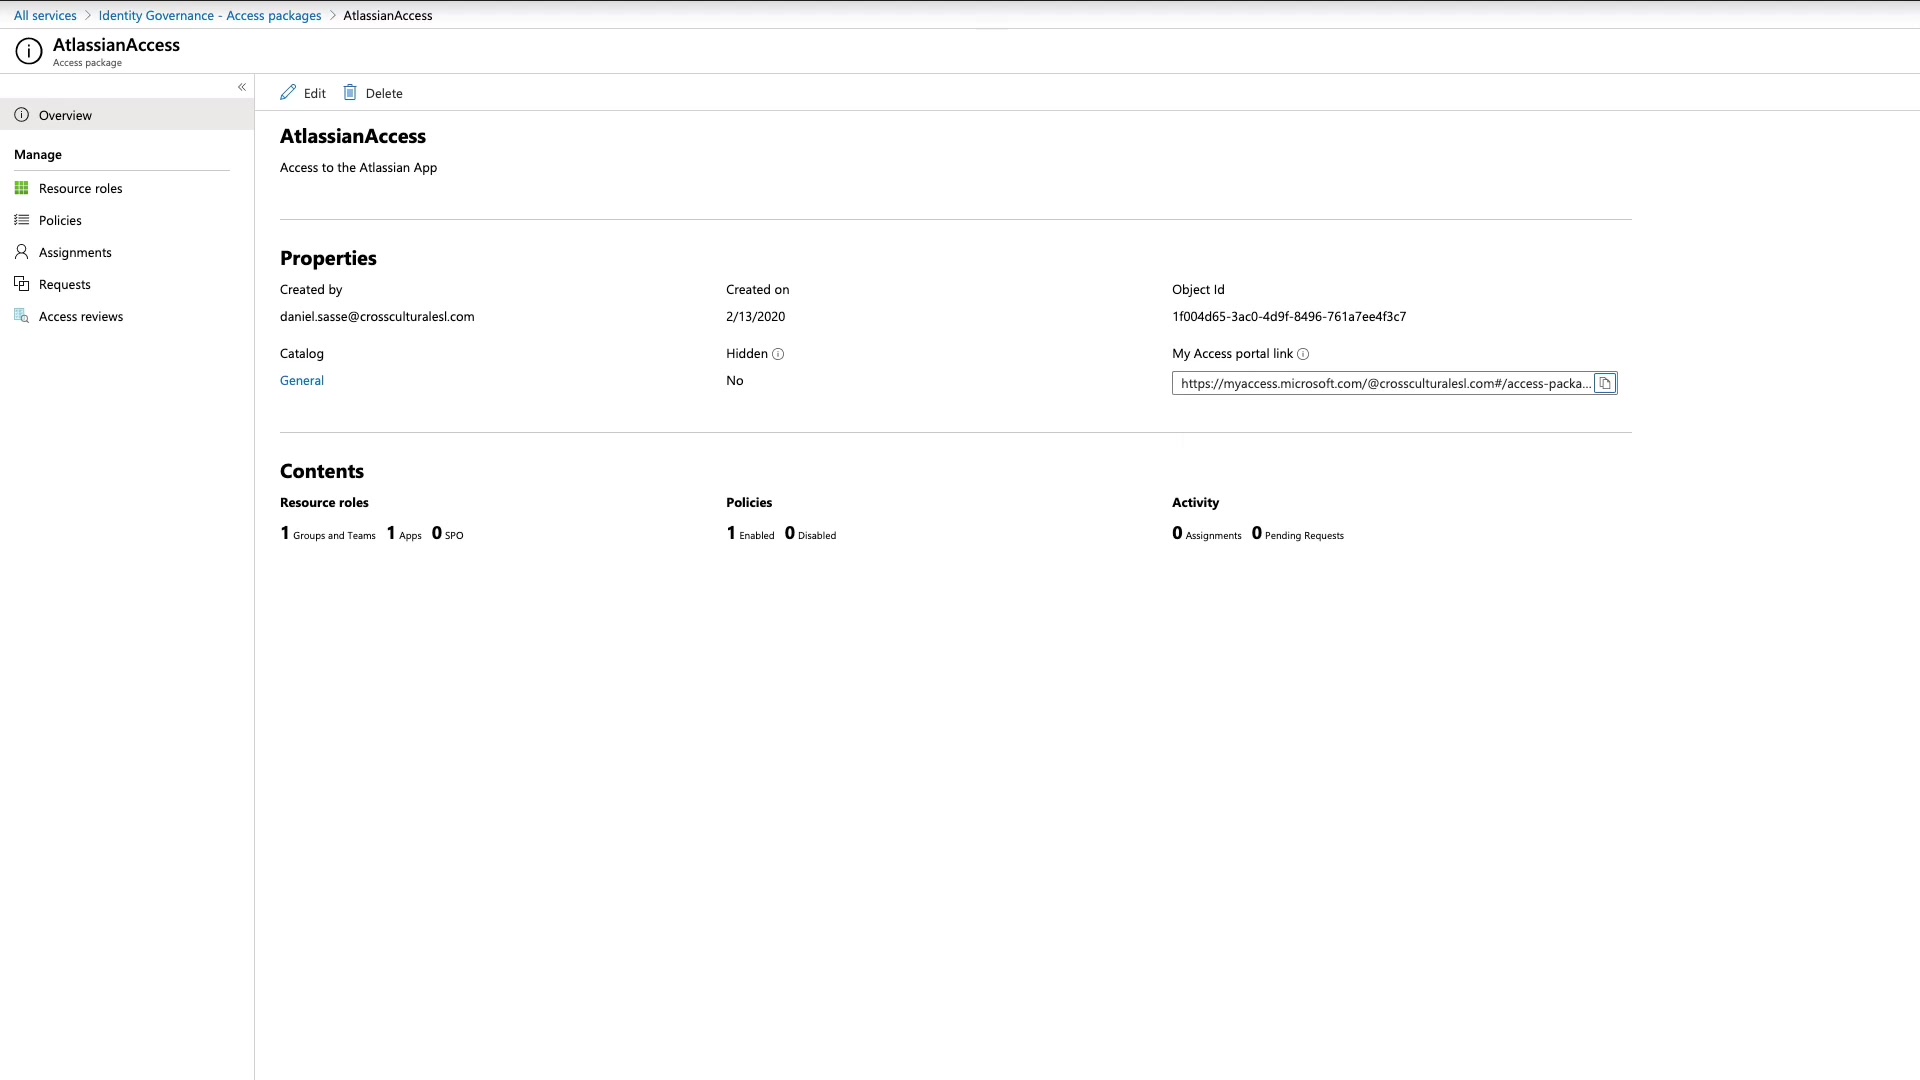 All services > Identity Governance - Access packages > AtlassianAccess
AtlassianAccess
Access package
«
Overview
Manage
Resource roles
Policies
Assignments
Requests
Access reviews
Edit Delete
AtlassianAccess
Access to the Atlassian App
Properties
Created by Created on Object Id
daniel.sasse@crossculturalesl.com 2/13/2020 1f004d65-3ac0-4d9f-8496-761a7ee4f3c7
Catalog Hidden My Access portal link
General No https://myaccess.microsoft.com/@crossculturalesl.com#/access-packa...
Contents
Resource roles Policies Activity
1 Groups and Teams 1 Apps 0 SPO 1 Enabled 0 Disabled 0 Assignments 0 Pending Requests